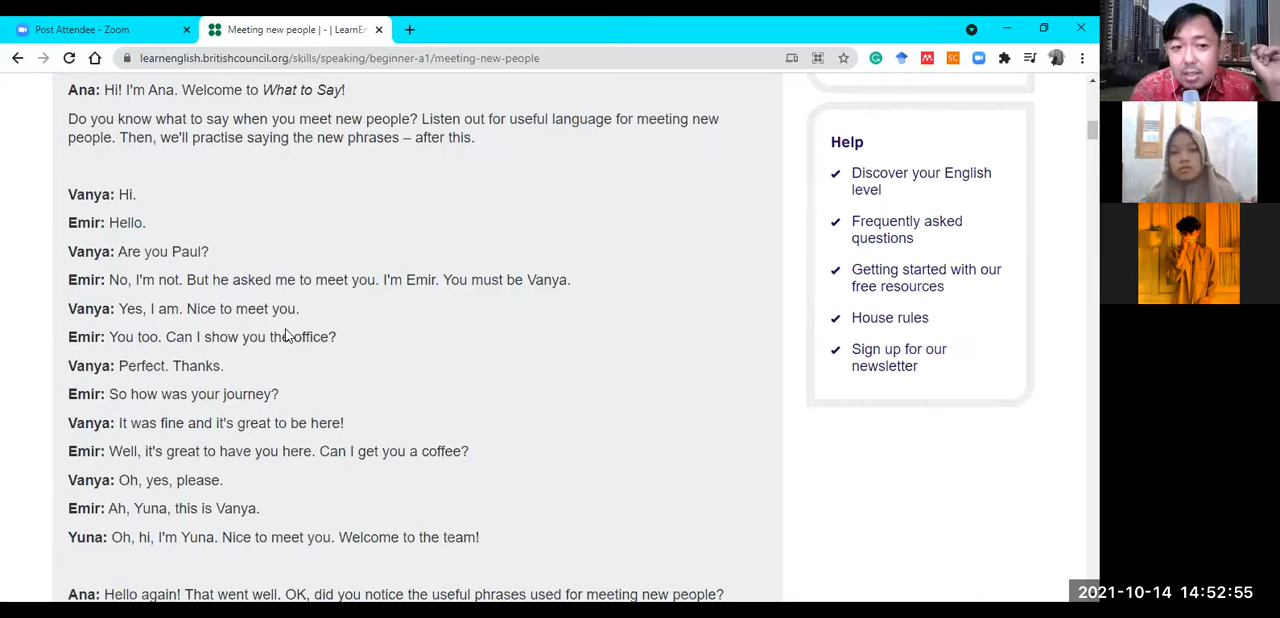 Post Attendee - Zoom
Meeting new people | - | LearnE
learnenglish.britishcouncil.org/skills/speaking/beginner-a1/meeting-new-people
Ana: Hi! I'm Ana. Welcome to What to Say!
Do you know what to say when you meet new people? Listen out for useful language for meeting new
people. Then, we'll practise saying the new phrases – after this.
Vanya: Hi.
Emir: Hello.
Vanya: Are you Paul?
Emir: No, I'm not. But he asked me to meet you. I'm Emir. You must be Vanya.
Vanya: Yes, I am. Nice to meet you.
Emir: You too. Can I show you the office?
Vanya: Perfect. Thanks.
Emir: So how was your journey?
Vanya: It was fine and it's great to be here!
Emir: Well, it's great to have you here. Can I get you a coffee?
Vanya: Oh, yes, please.
Emir: Ah, Yuna, this is Vanya.
Yuna: Oh, hi, I'm Yuna. Nice to meet you. Welcome to the team!
Ana: Hello again! That went well. OK, did you notice the useful phrases used for meeting new people?
Help
Discover your English
level
Frequently asked
questions
Getting started with our
free resources
House rules
Sign up for our
newsletter
2021-10-14 14:52:55